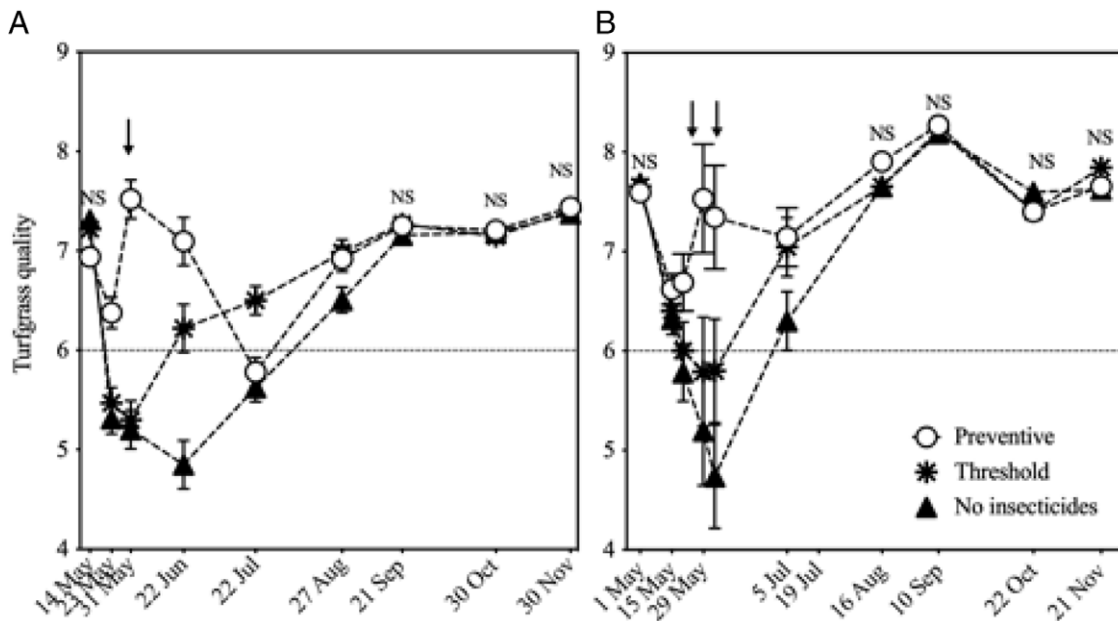 A
B
Turfgrass quality
9
8
7
6
5
4
NS
NS
NS
NS
14 May
23 May
31 May
22 Jun
22 Jul
27 Aug
21 Sep
30 Oct
30 Nov
9
8
7
6
5
4
NS
NS
NS
NS
NS
Preventive
Threshold
No insecticides
1 May
15 May
29 May
5 Jul
19 Jul
16 Aug
10 Sep
22 Oct
21 Nov